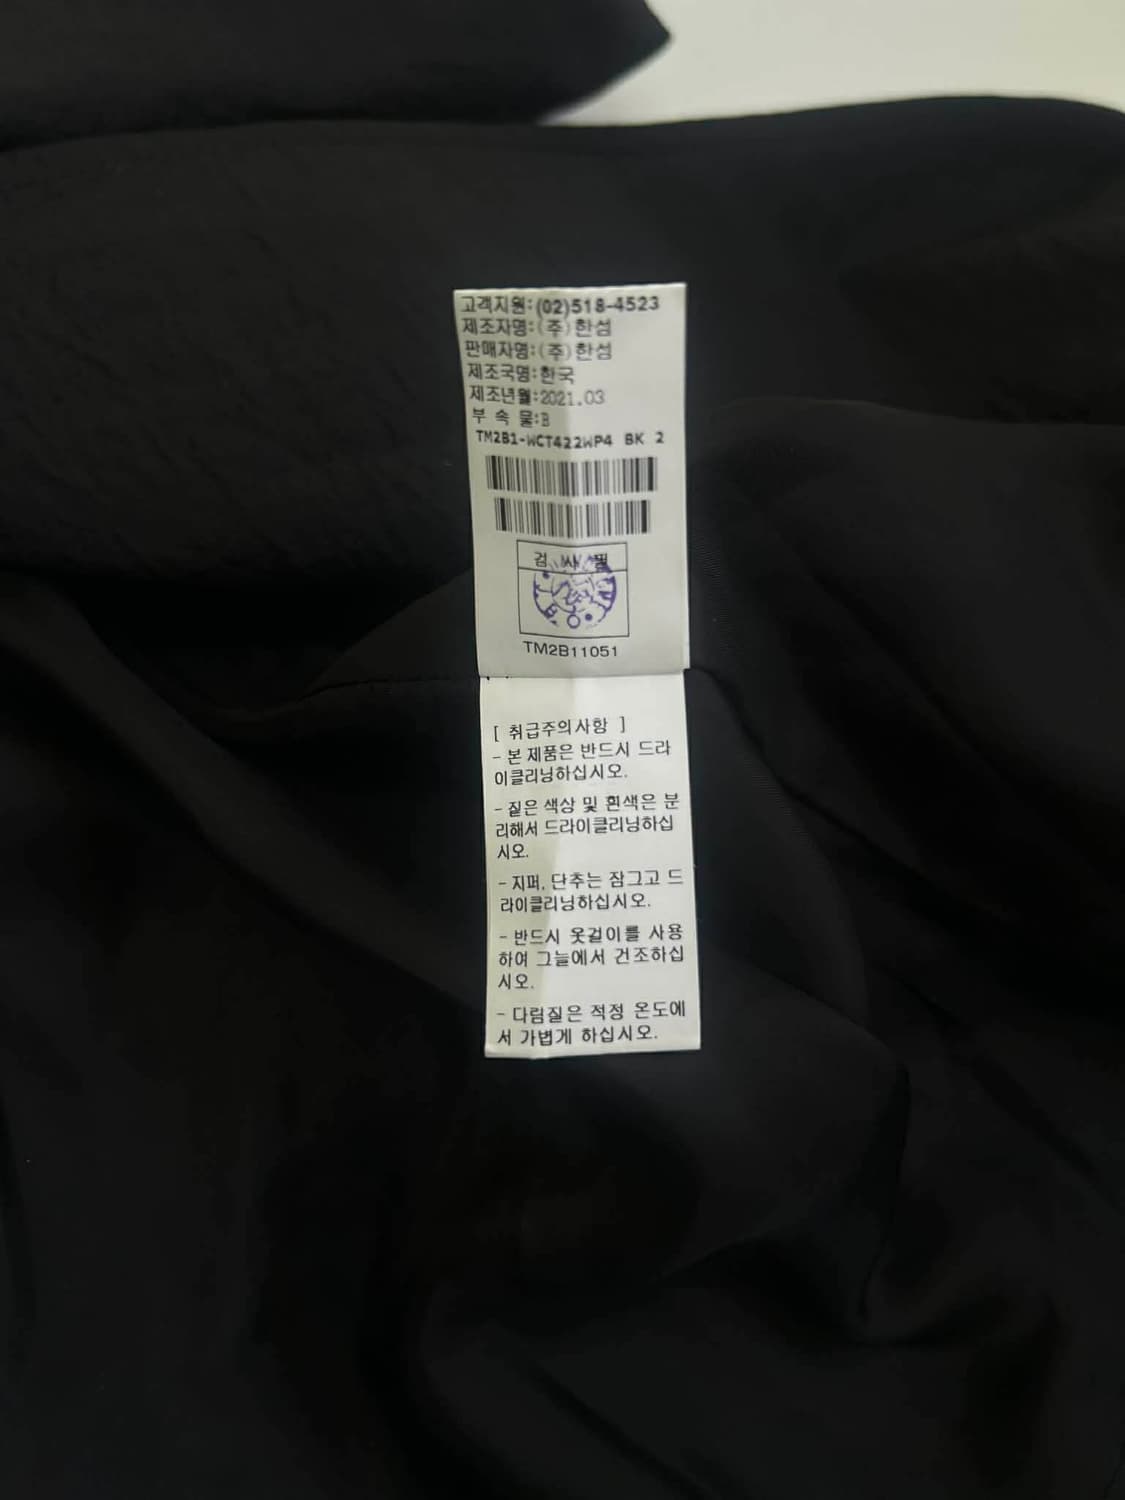 고객지원:(02)518-4523
제조자명:(주)한섬
판매자명:(주)한섬
제조국명:한국
제조년월:2021.03
부 속 물:B
TM2B1-WCT422WP4 BK 2
검 사 필
TM2B11051
[ 취급주의사항 ]
- 본 제품은 반드시 드라
이클리닝하십시오.
- 짙은 색상 및 흰색은 분
리해서 드라이클리닝하십
시오.
- 지퍼, 단추는 잠그고 드
라이클리닝하십시오.
- 반드시 옷걸이를 사용
하여 그늘에서 건조하십
시오.
- 다림질은 적정 온도에
서 가볍게 하십시오.